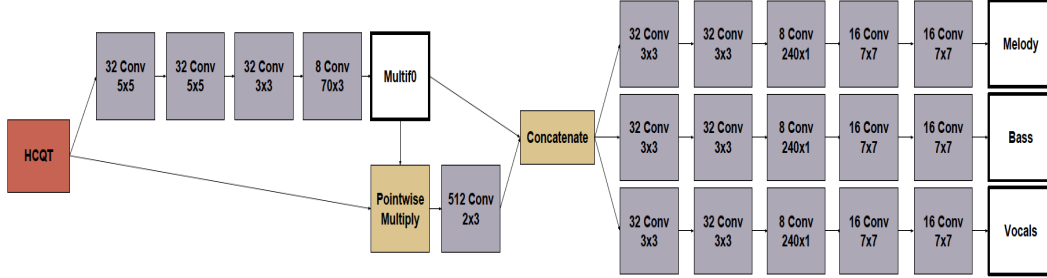 HCQT
32 Conv
5x5
32 Conv
5x5
32 Conv
3x3
8 Conv
70x3
Multif0
Pointwise
Multiply
512 Conv
2x3
Concatenate
32 Conv
3x3
32 Conv
3x3
8 Conv
240x1
16 Conv
7x7
16 Conv
7x7
Melody
32 Conv
3x3
32 Conv
3x3
8 Conv
240x1
16 Conv
7x7
16 Conv
7x7
Bass
32 Conv
3x3
32 Conv
3x3
8 Conv
240x1
16 Conv
7x7
16 Conv
7x7
Vocals